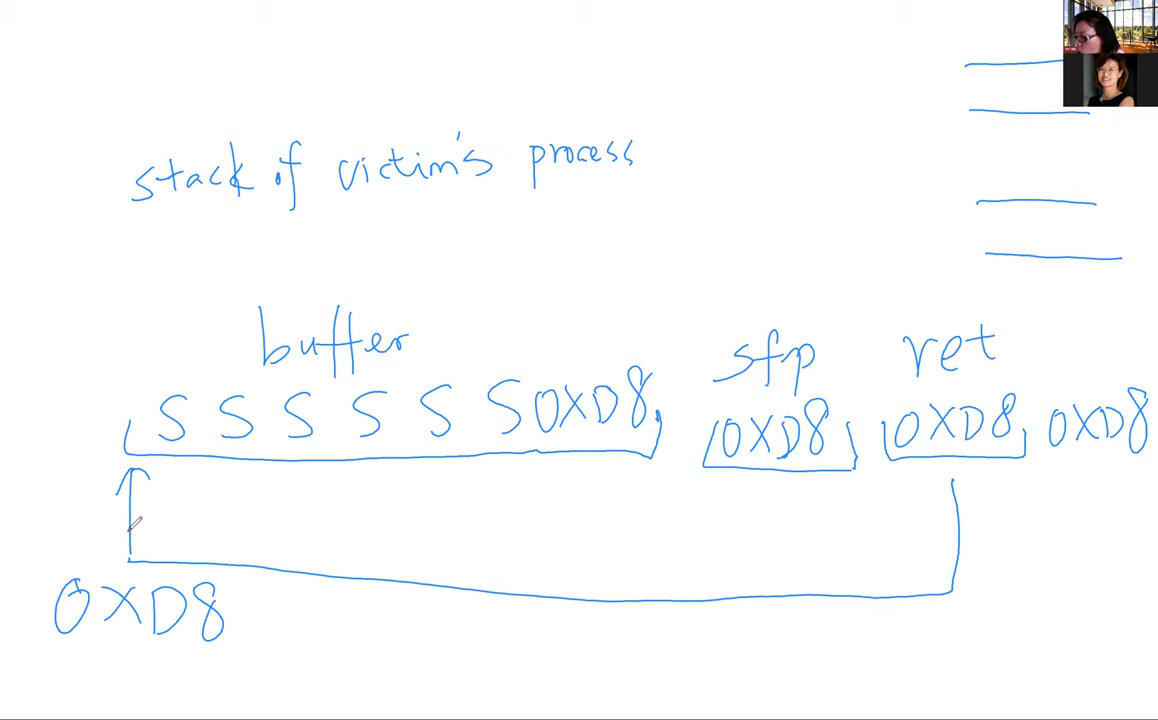 stack of victim's process
buffer sfp ret
S S S S S S 0XD8 0XD8 0XD8 0XD8
0XD8